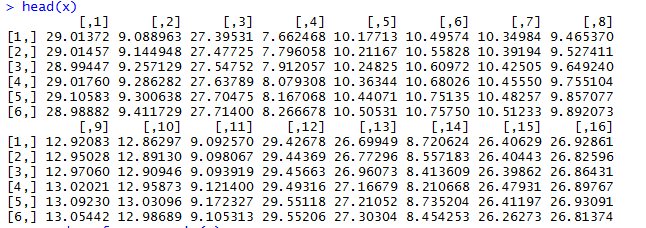 > head(x)
[,1] [,2] [,3] [,4] [,5] [,6] [,7] [,8]
[1,] 29.01372 9.088963 27.39531 7.662468 10.17713 10.49574 10.34984 9.465370
[2,] 29.01457 9.144948 27.47725 7.796058 10.21167 10.55828 10.39194 9.527411
[3,] 28.99447 9.257129 27.54752 7.912057 10.24825 10.60972 10.42505 9.649240
[4,] 29.01760 9.286282 27.63789 8.079308 10.36344 10.68026 10.45550 9.755104
[5,] 29.10583 9.300638 27.70475 8.167068 10.44071 10.75135 10.48257 9.857077
[6,] 28.98882 9.411729 27.71400 8.266678 10.50531 10.75750 10.51233 9.892073
[,9] [,10] [,11] [,12] [,13] [,14] [,15] [,16]
[1,] 12.92083 12.86297 9.092570 29.42678 26.69949 8.720624 26.40629 26.92861
[2,] 12.95028 12.89130 9.098067 29.44369 26.77296 8.557183 26.40443 26.82596
[3,] 12.97060 12.90946 9.093919 29.45663 26.96073 8.413609 26.39862 26.86431
[4,] 13.02021 12.95873 9.121400 29.49316 27.16679 8.210668 26.47931 26.89767
[5,] 13.09230 13.03096 9.172327 29.55118 27.21052 8.735204 26.41197 26.93091
[6,] 13.05442 12.98689 9.105313 29.55206 27.30304 8.454253 26.26273 26.81374